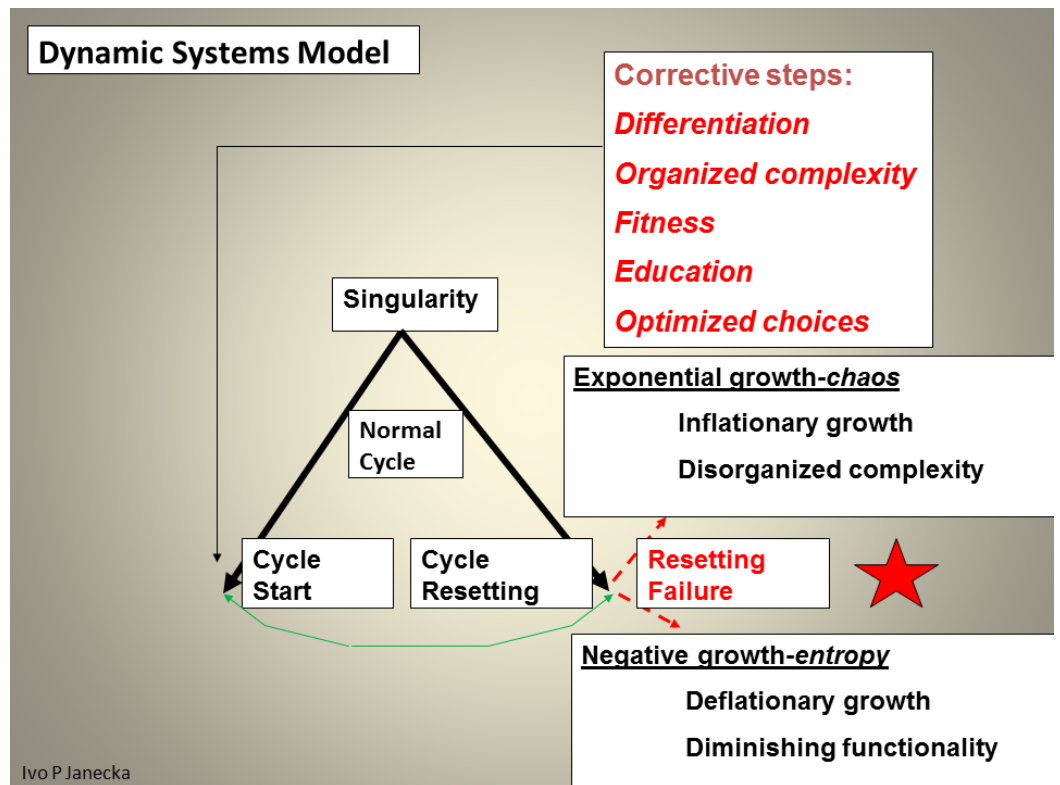 Dynamic Systems Model
Corrective steps:
Differentiation
Organized complexity
Fitness
Education
Optimized choices
Singularity
Normal
Cycle
Exponential growth-chaos
Inflationary growth
Disorganized complexity
Cycle
Start
Cycle
Resetting
Resetting
Failure
Negative growth-entropy
Deflationary growth
Diminishing functionality
Ivo P Janecka